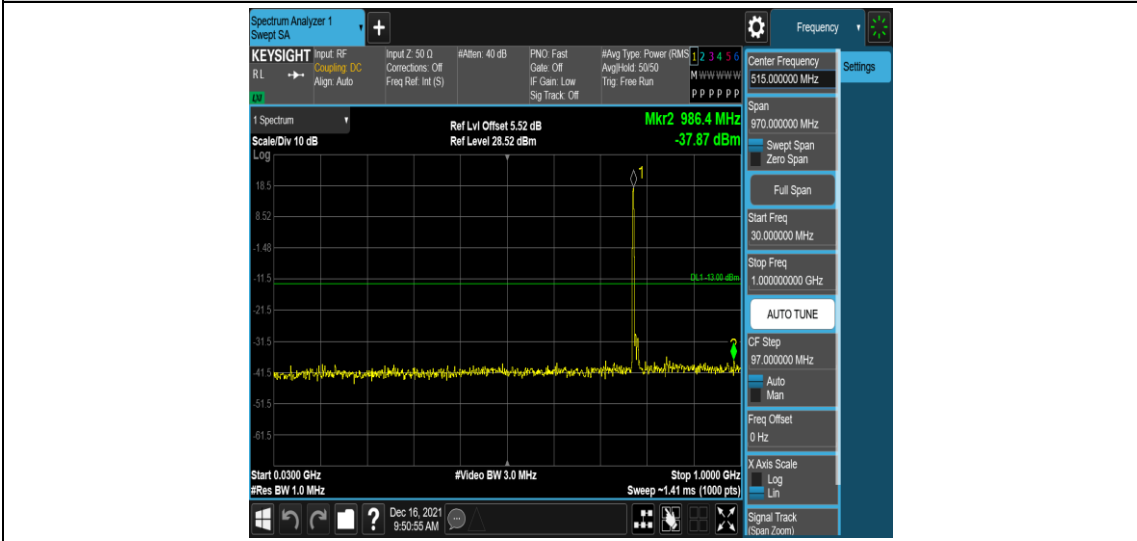 Spectrum Analyzer 1
Swept SA
+
Frequency
KEYSIGHT
RL
LM
Input: RF
Coupling: DC
Align: Auto
Input Z: 50 Ω
Corrections: Off
Freq Ref: Int (S)
#Atten: 40 dB
PNO: Fast
Gate: Off
IF Gain: Low
Sig Track: Off
#Avg Type: Power (RMS
Avg|Hold: 50/50
Trig: Free Run
1 2 3 4 5 6
M W W W W W
P P P P P P
1 Spectrum
Scale/Div 10 dB
Log
Ref Lvl Offset 5.52 dB
Ref Level 28.52 dBm
Mkr2 986.4 MHz
-37.87 dBm
1
18.5
8.52
-1.48
-11.5
DL1 -13.00 dBm
-21.5
-31.5
2
-41.5
-51.5
-61.5
Start 0.0300 GHz
#Res BW 1.0 MHz
#Video BW 3.0 MHz
Stop 1.0000 GHz
Sweep ~1.41 ms (1000 pts)
?
Dec 16, 2021
9:50:55 AM
Settings
Center Frequency
515.000000 MHz
Span
970.000000 MHz
Swept Span
Zero Span
Full Span
Start Freq
30.000000 MHz
Stop Freq
1.000000000 GHz
AUTO TUNE
CF Step
97.000000 MHz
Auto
Man
Freq Offset
0 Hz
X Axis Scale
Log
Lin
Signal Track
(Span Zoom)